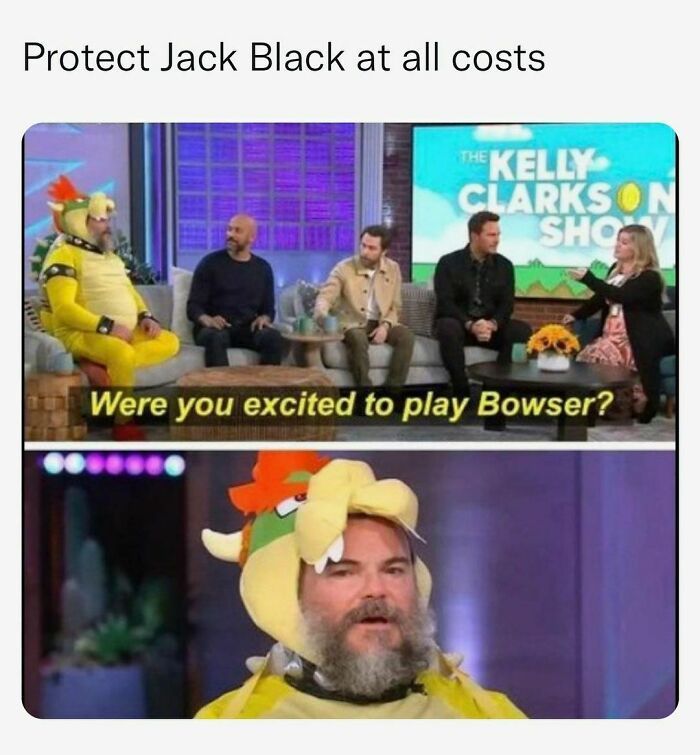 Protect Jack Black at all costs
THE KELLY
CLARKSON
SHOW
Were you excited to play Bowser?